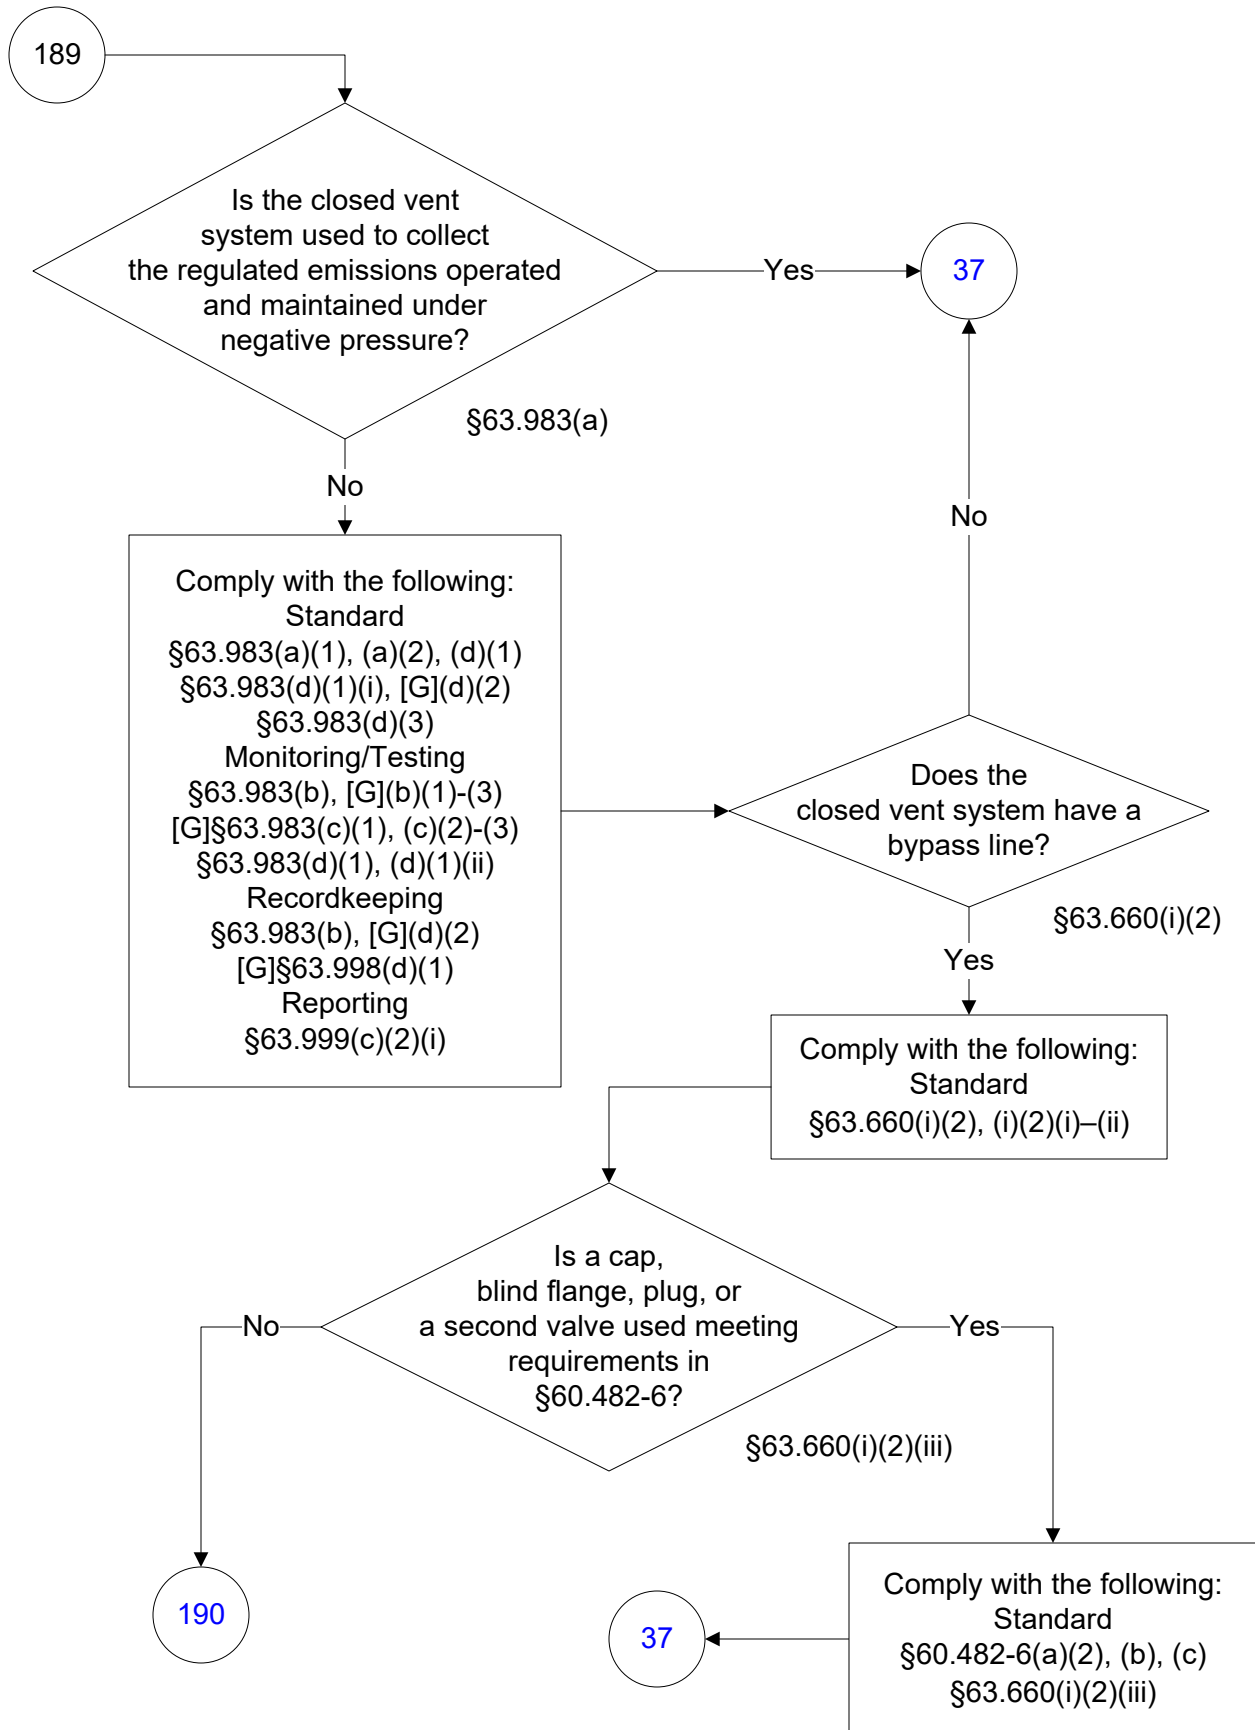 189
Is the closed vent
system used to collect
the regulated emissions operated
and maintained under
negative pressure?
Yes
37
§63.983(a)
No
No
Comply with the following:
Standard
§63.983(a)(1), (a)(2), (d)(1)
§63.983(d)(1)(i), [G](d)(2)
§63.983(d)(3)
Monitoring/Testing
§63.983(b), [G](b)(1)-(3)
[G]§63.983(c)(1), (c)(2)-(3)
§63.983(d)(1), (d)(1)(ii)
Recordkeeping
§63.983(b), [G](d)(2)
[G]§63.998(d)(1)
Reporting
§63.999(c)(2)(i)
Does the
closed vent system have a
bypass line?
§63.660(i)(2)
Yes
Comply with the following:
Standard
§63.660(i)(2), (i)(2)(i)–(ii)
Is a cap,
blind flange, plug, or
a second valve used meeting
requirements in
§60.482-6?
No
Yes
§63.660(i)(2)(iii)
190
37
Comply with the following:
Standard
§60.482-6(a)(2), (b), (c)
§63.660(i)(2)(iii)